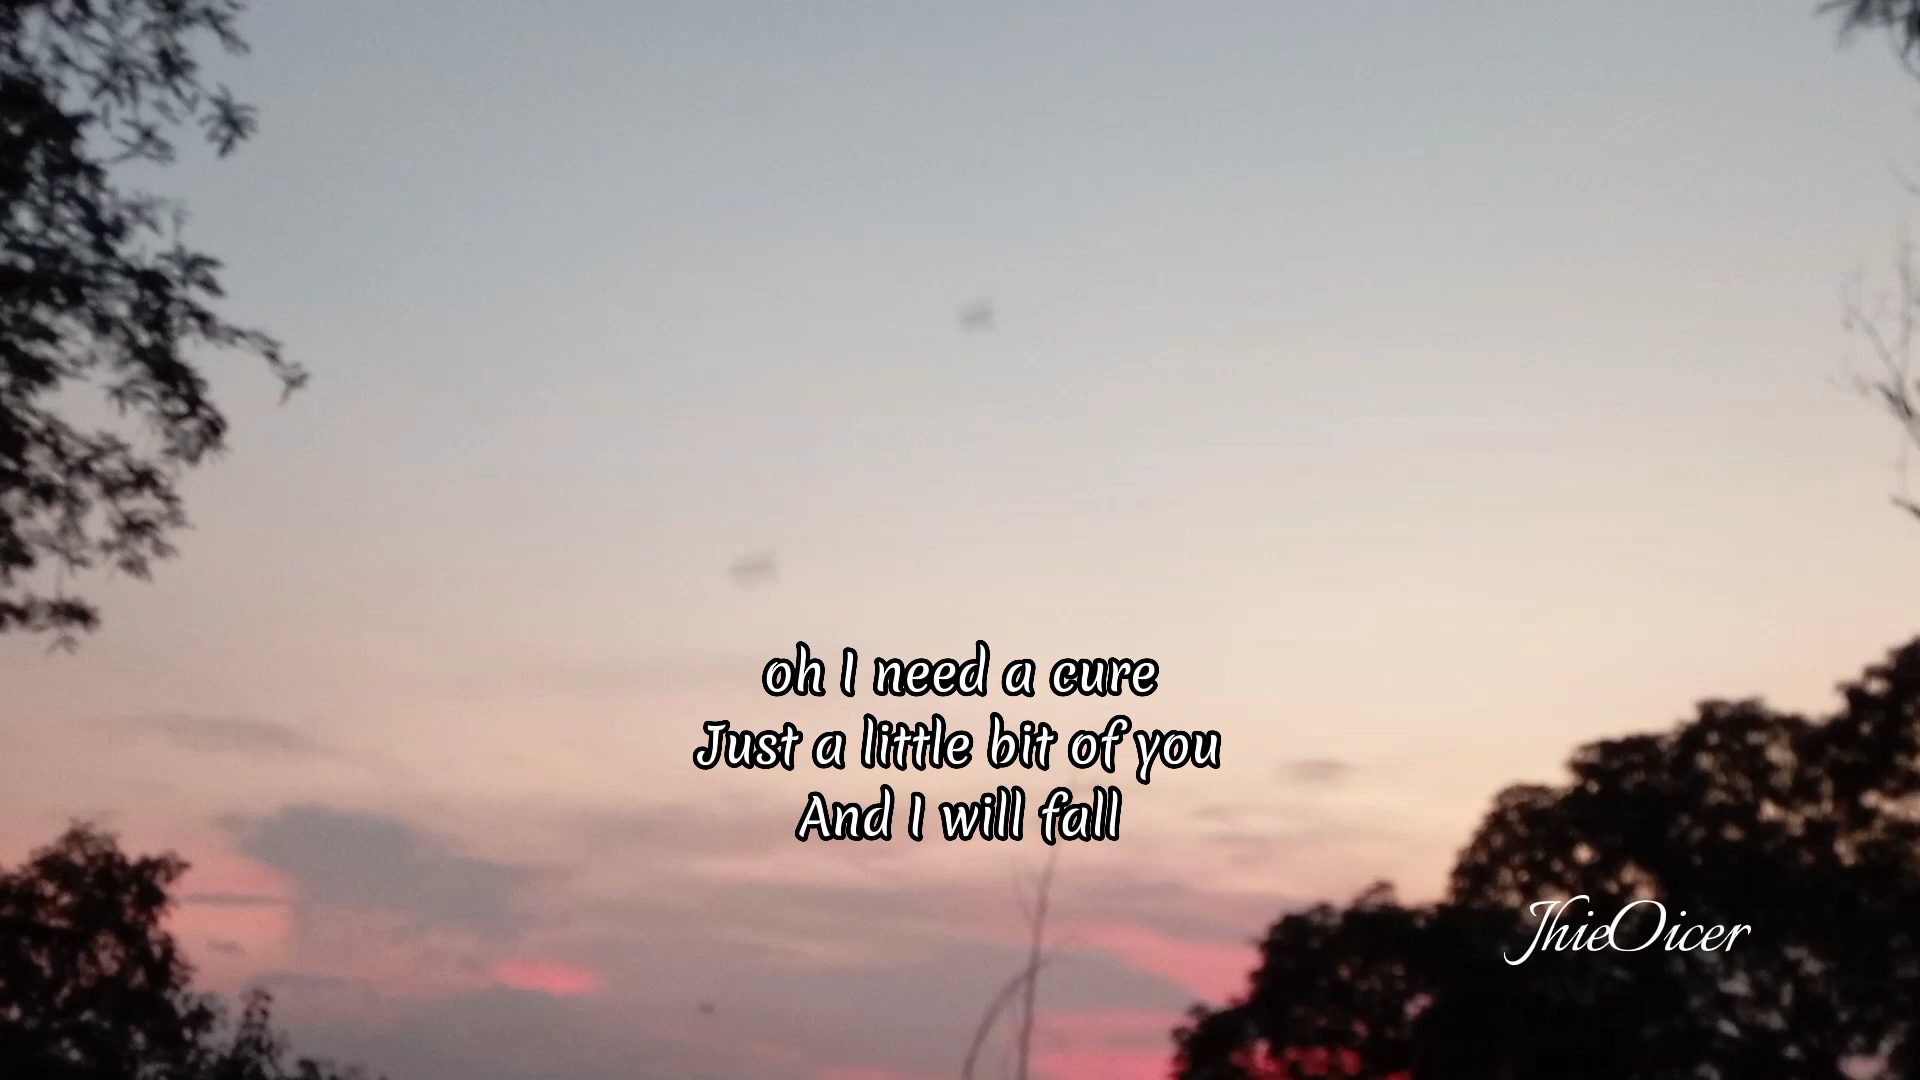 oh I need a cure
Just a little bit of you
And I will fall
JhieOicer